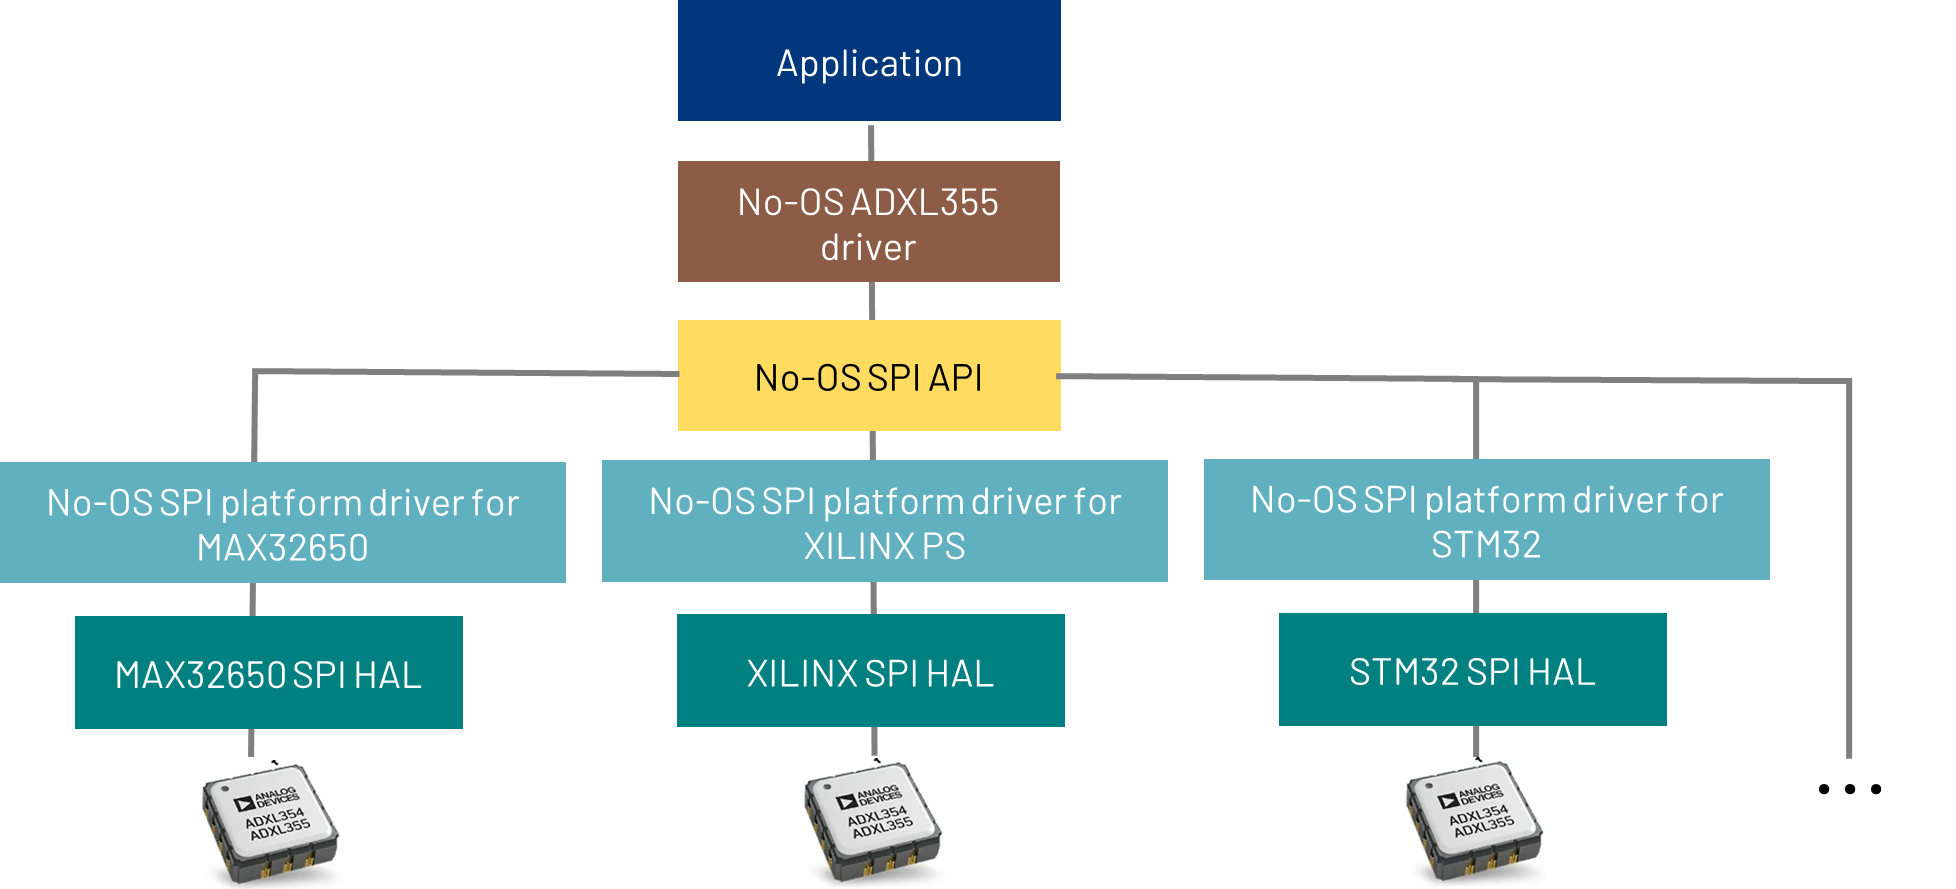 Application
No-OS ADXL355
driver
No-OS SPI API
No-OS SPI platform driver for
MAX32650
No-OS SPI platform driver for
XILINX PS
No-OS SPI platform driver for
STM32
MAX32650 SPI HAL
XILINX SPI HAL
STM32 SPI HAL
ANALOG
DEVICES
ADXL354
ADXL355
ANALOG
DEVICES
ADXL354
ADXL355
ANALOG
DEVICES
ADXL354
ADXL355
...